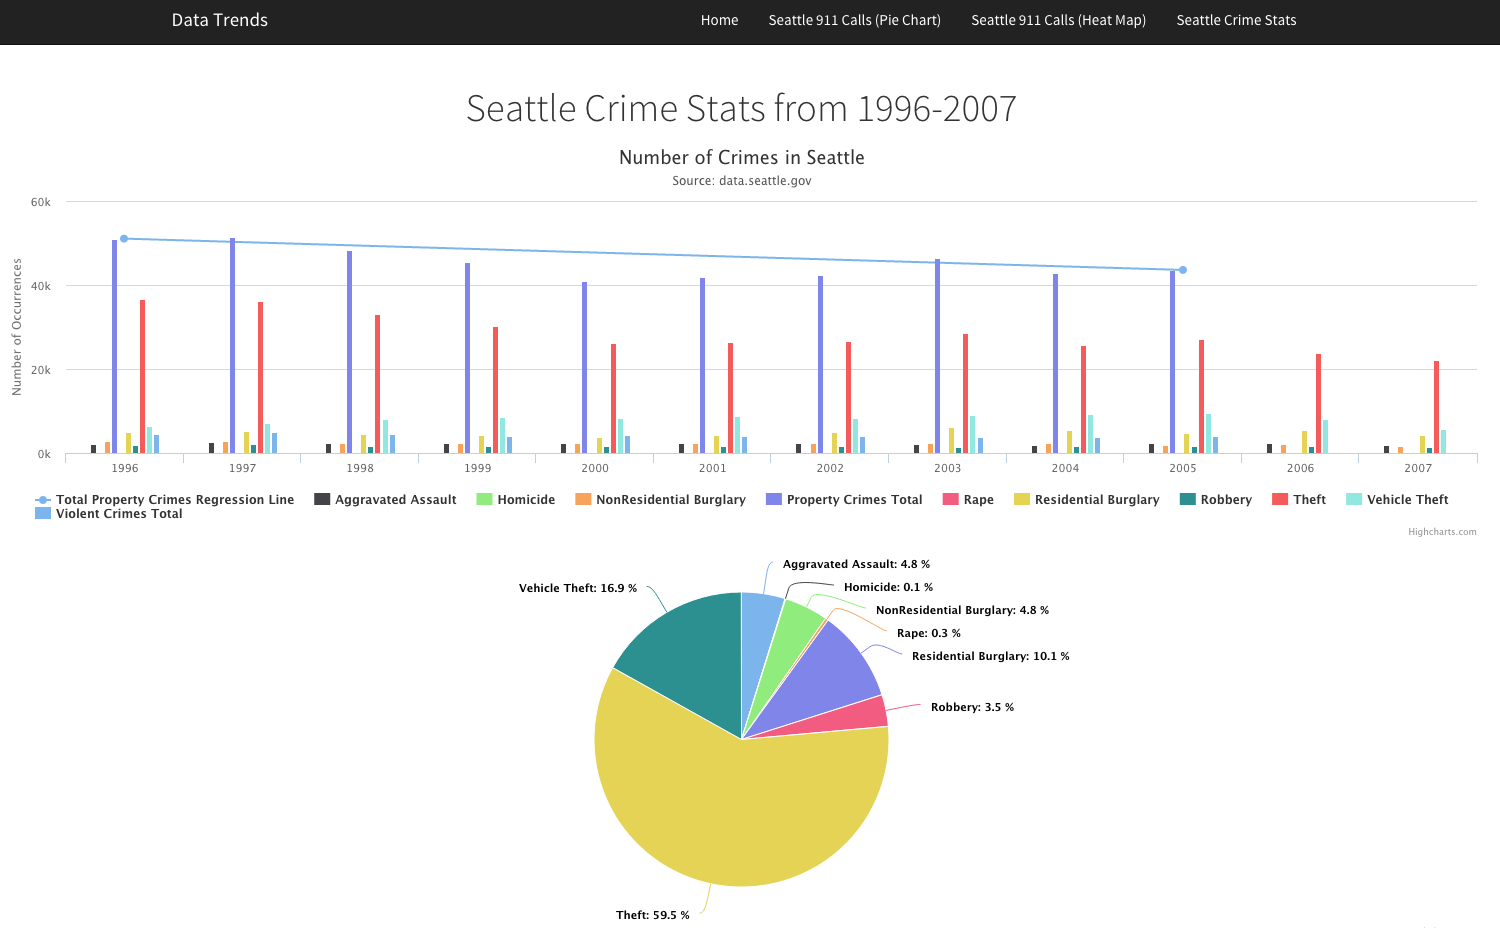 Data Trends Home Seattle 911 Calls (Pie Chart) Seattle 911 Calls (Heat Map) Seattle Crime Stats
Seattle Crime Stats from 1996-2007
Number of Crimes in Seattle
Source: data.seattle.gov
60k
40k
20k
0k
Number of Occurrences
1996 1997 1998 1999 2000 2001 2002 2003 2004 2005 2006 2007
Total Property Crimes Regression Line Aggravated Assault Homicide NonResidential Burglary Property Crimes Total Rape Residential Burglary Robbery Theft Vehicle Theft
Violent Crimes Total
Highcharts.com
Aggravated Assault: 4.8 %
Vehicle Theft: 16.9 %
Homicide: 0.1 %
NonResidential Burglary: 4.8 %
Rape: 0.3 %
Residential Burglary: 10.1 %
Robbery: 3.5 %
Theft: 59.5 %